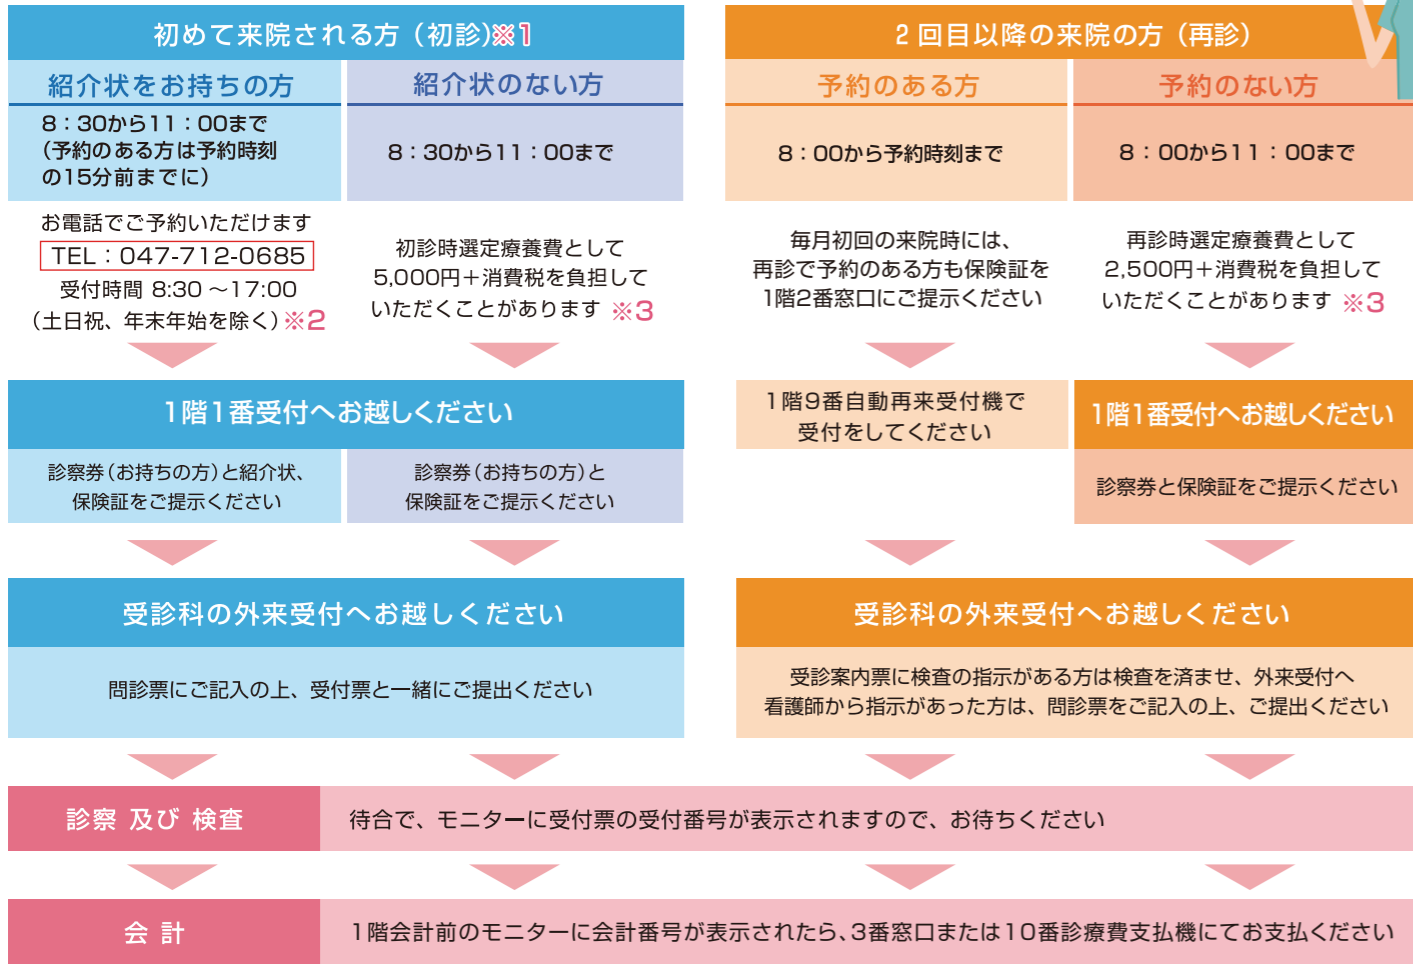 初めて来院される方（初診）※1
紹介状をお持ちの方
8：30から11：00まで
（予約のある方は予約時刻
の15分前までに）
お電話でご予約いただけます
TEL：047-712-0685
受付時間 8:30 ～17:00
（土日祝、年末年始を除く）※2
紹介状のない方
8：30から11：00まで
初診時選定療養費として
5,000円＋消費税を負担して
いただくことがあります ※3
1階1番受付へお越しください
診察券（お持ちの方）と紹介状、
保険証をご提示ください
診察券（お持ちの方）と
保険証をご提示ください
受診科の外来受付へお越しください
問診票にご記入の上、受付票と一緒にご提出ください
2 回目以降の来院の方（再診）
予約のある方
8：00から予約時刻まで
毎月初回の来院時には、
再診で予約のある方も保険証を
1階2番窓口にご提示ください
1階9番自動再来受付機で
受付をしてください
予約のない方
8：00から11：00まで
再診時選定療養費として
2,500円＋消費税を負担して
いただくことがあります ※3
1階1番受付へお越しください
診察券と保険証をご提示ください
受診科の外来受付へお越しください
受診案内票に検査の指示がある方は検査を済ませ、外来受付へ
看護師から指示があった方は、問診票をご記入の上、ご提出ください
診察 及び 検査
待合で、モニターに受付票の受付番号が表示されますので、お待ちください
会 計
1階会計前のモニターに会計番号が表示されたら、3番窓口または10番診療費支払機にてお支払ください